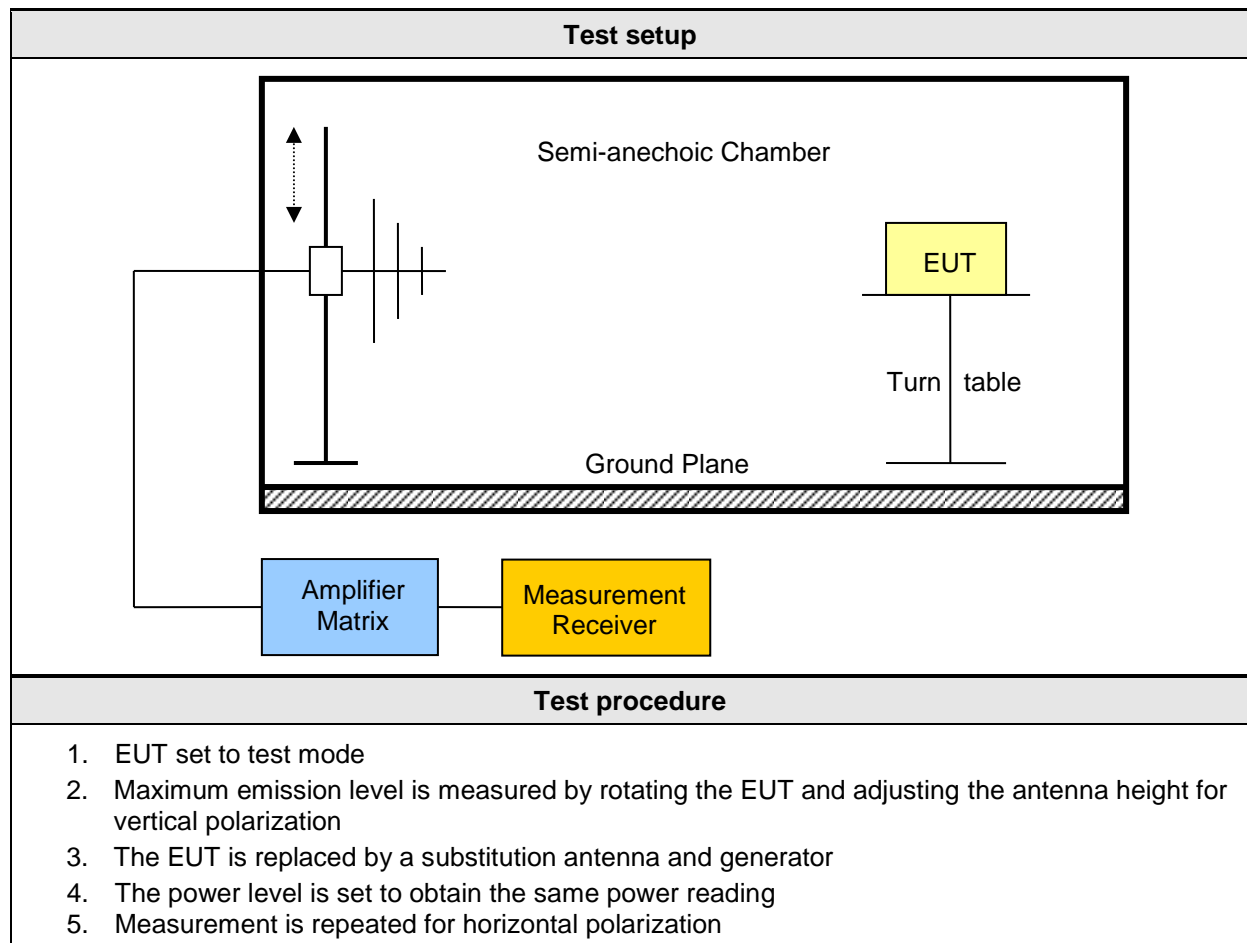 Test setup
Semi-anechoic Chamber
EUT
Turn table
Ground Plane
Amplifier
Matrix
Measurement
Receiver
Test procedure
1. EUT set to test mode
2. Maximum emission level is measured by rotating the EUT and adjusting the antenna height for
vertical polarization
3. The EUT is replaced by a substitution antenna and generator
4. The power level is set to obtain the same power reading
5. Measurement is repeated for horizontal polarization